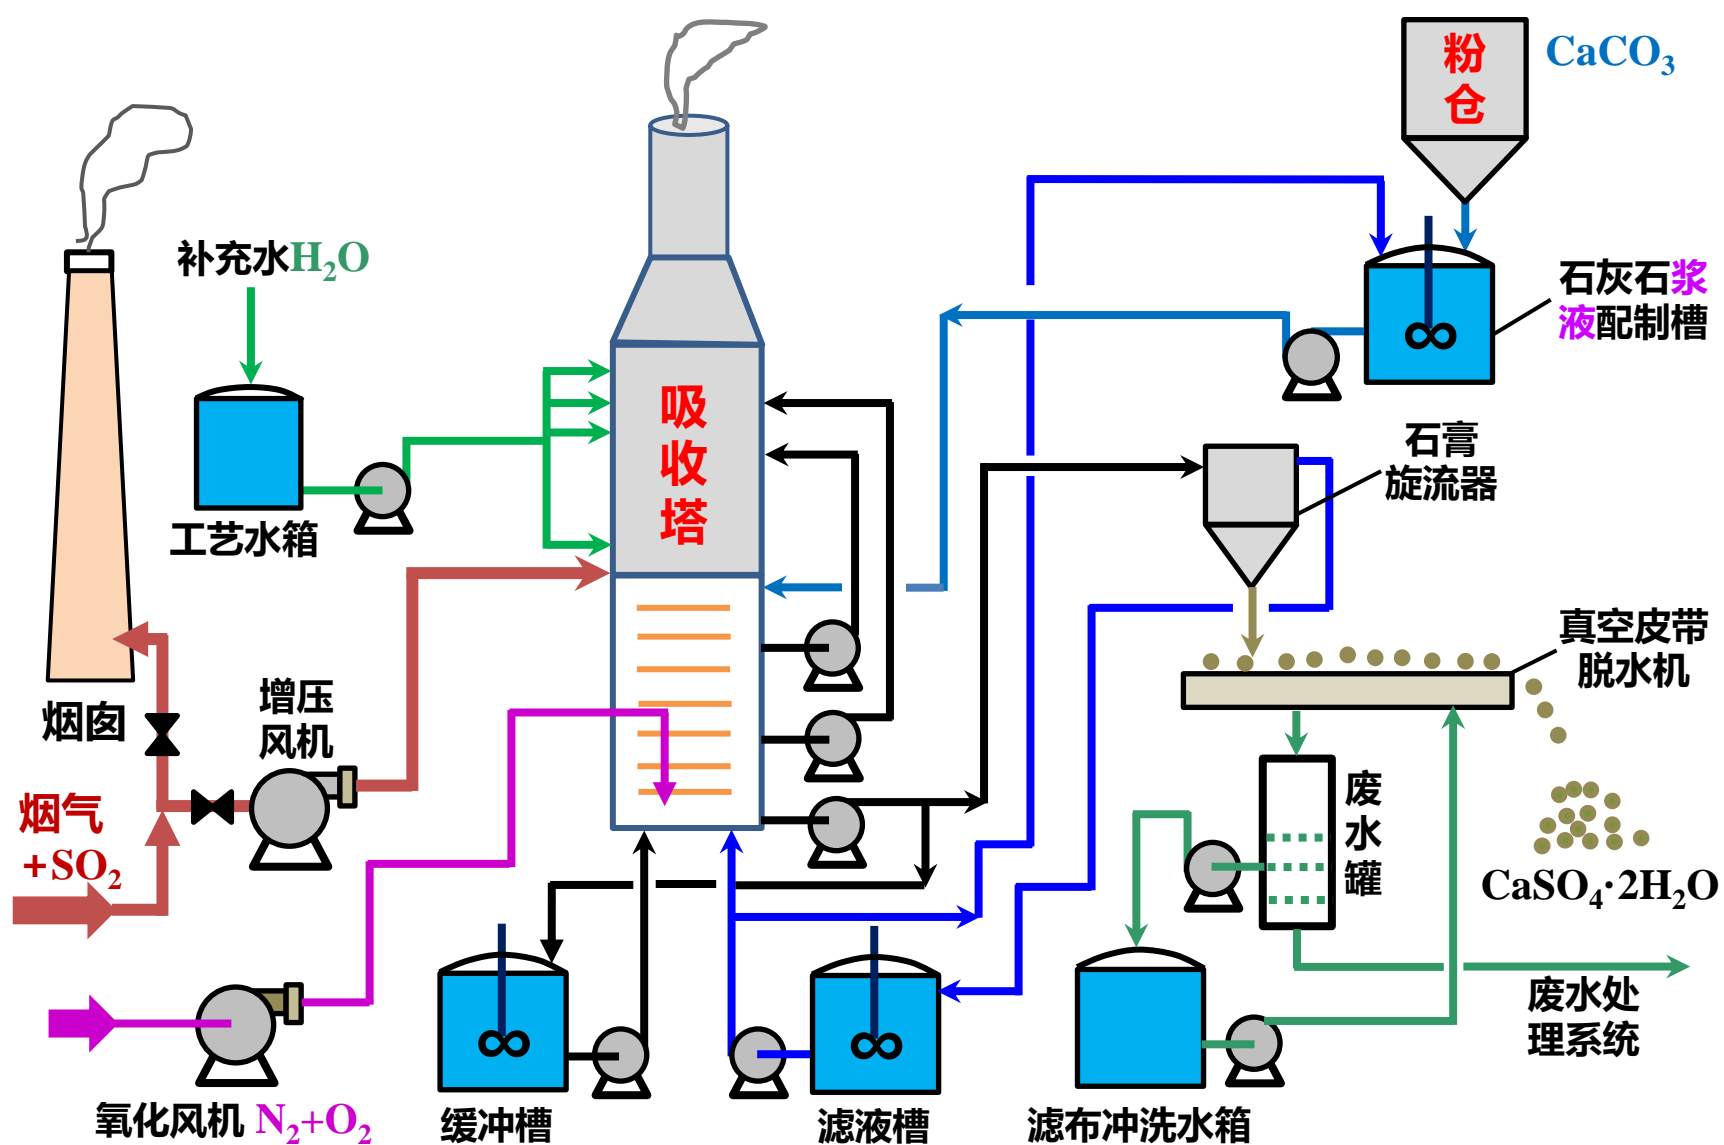 粉
仓
CaCO₃
补充水H₂O
石灰石浆
液配制槽
吸
收
塔
石膏
旋流器
工艺水箱
真空皮带
脱水机
烟囱
增压
风机
烟气
+SO₂
废
水
罐
CaSO₄·2H₂O
废水处
理系统
氧化风机 N₂+O₂
缓冲槽
滤液槽
滤布冲洗水箱